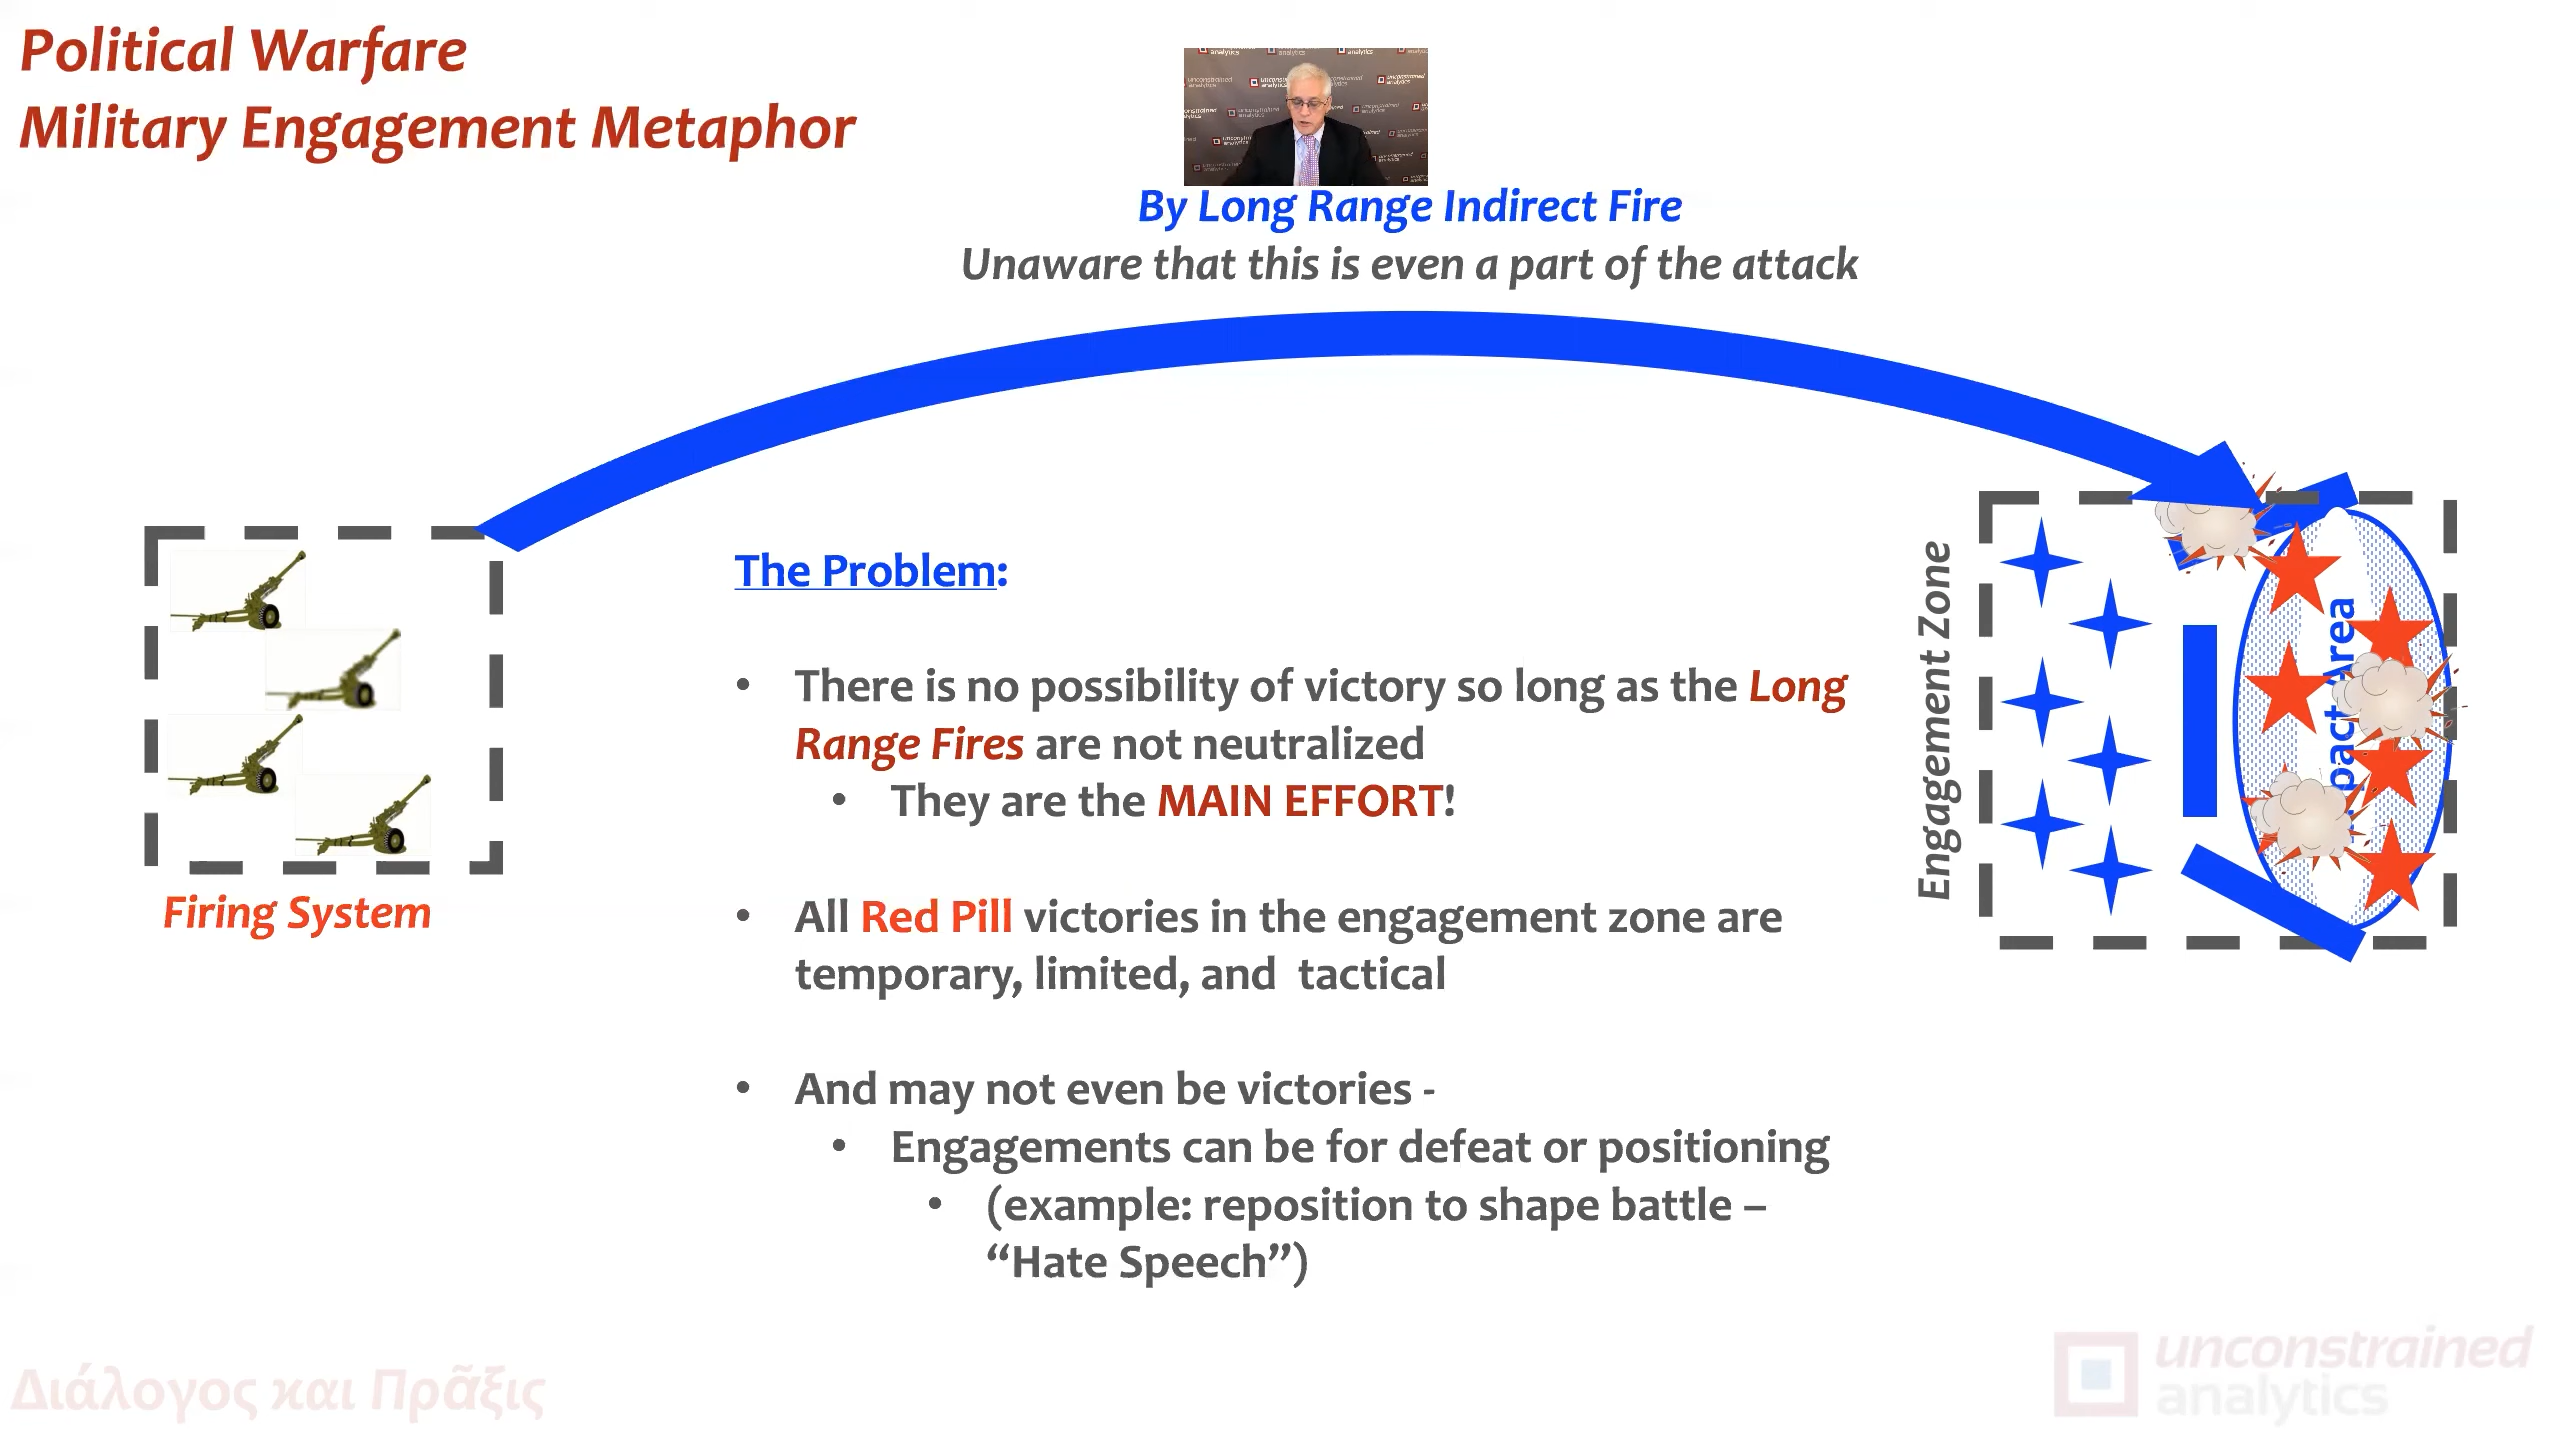 Political Warfare
Military Engagement Metaphor
unconstrained
analytics
By Long Range Indirect Fire
Unaware that this is even a part of the attack
The Problem:
• There is no possibility of victory so long as the Long
Range Fires are not neutralized
• They are the MAIN EFFORT!
• All Red Pill victories in the engagement zone are
temporary, limited, and tactical
• And may not even be victories -
• Engagements can be for defeat or positioning
• (example: reposition to shape battle –
“Hate Speech”)
Firing System
Engagement Zone
Διάλογος και Πρᾶξις
unconstrained
analytics